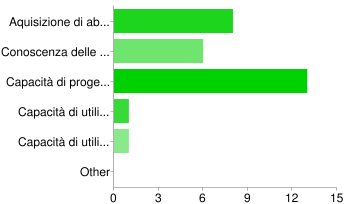 Aquisizione di ab...
Conoscenza delle ...
Capacità di proge...
Capacità di utili...
Capacità di utili...
Other
0 3 6 9 12 15